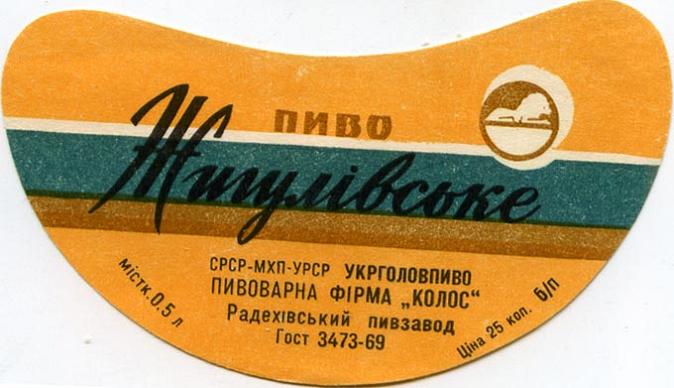 пиво
Жигулівське
СРСР-МХП-УРСР УКРГОЛОВПИВО
ПИВОВАРНА ФІРМА „КОЛОС“
Радехівський пивзавод
Гост 3473-69
містк. 0,5 л
Ціна 25 коп. б/п